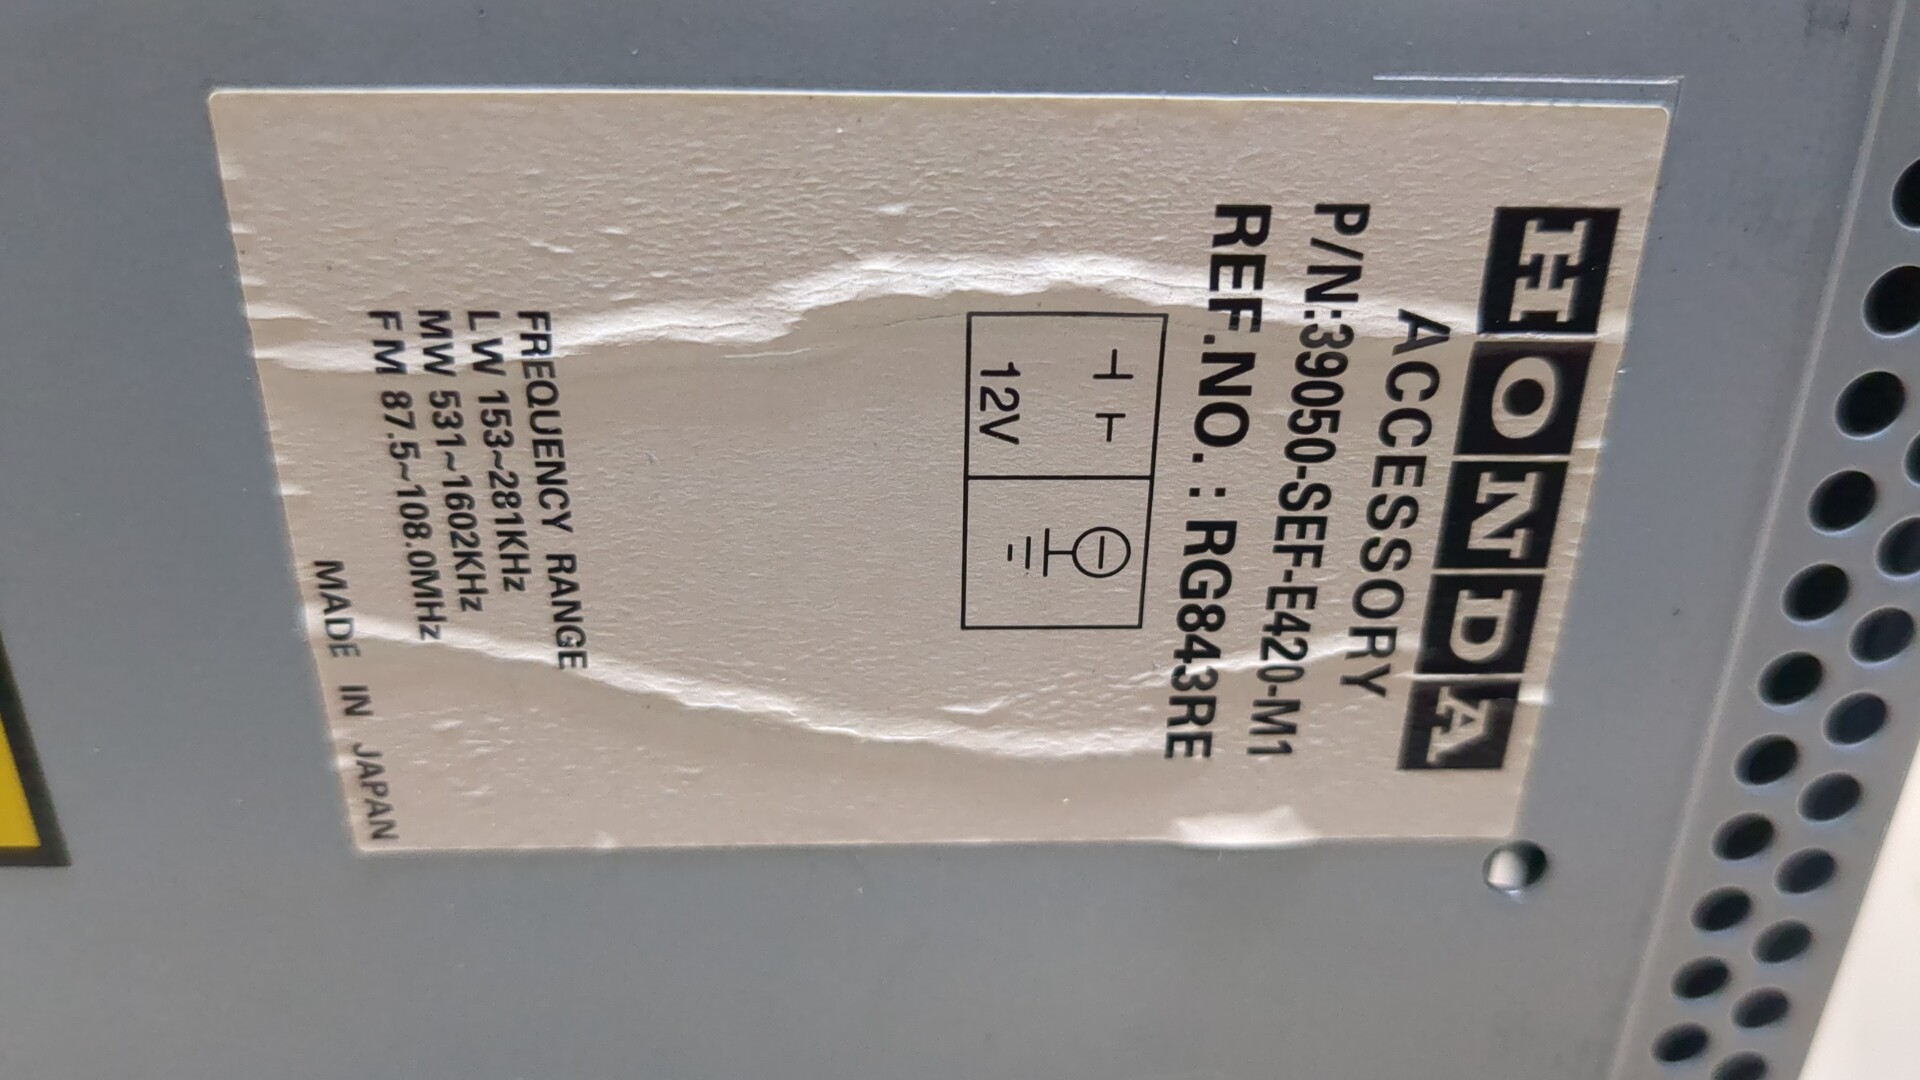 HONDA
ACCESSORY
P/N:39050-SEF-E420-M1
REF.NO.: RG843RE
12V
FREQUENCY RANGE
LW 153~281KHz
MW 531~1602KHz
FM 87.5~108.0MHz
MADE IN JAPAN